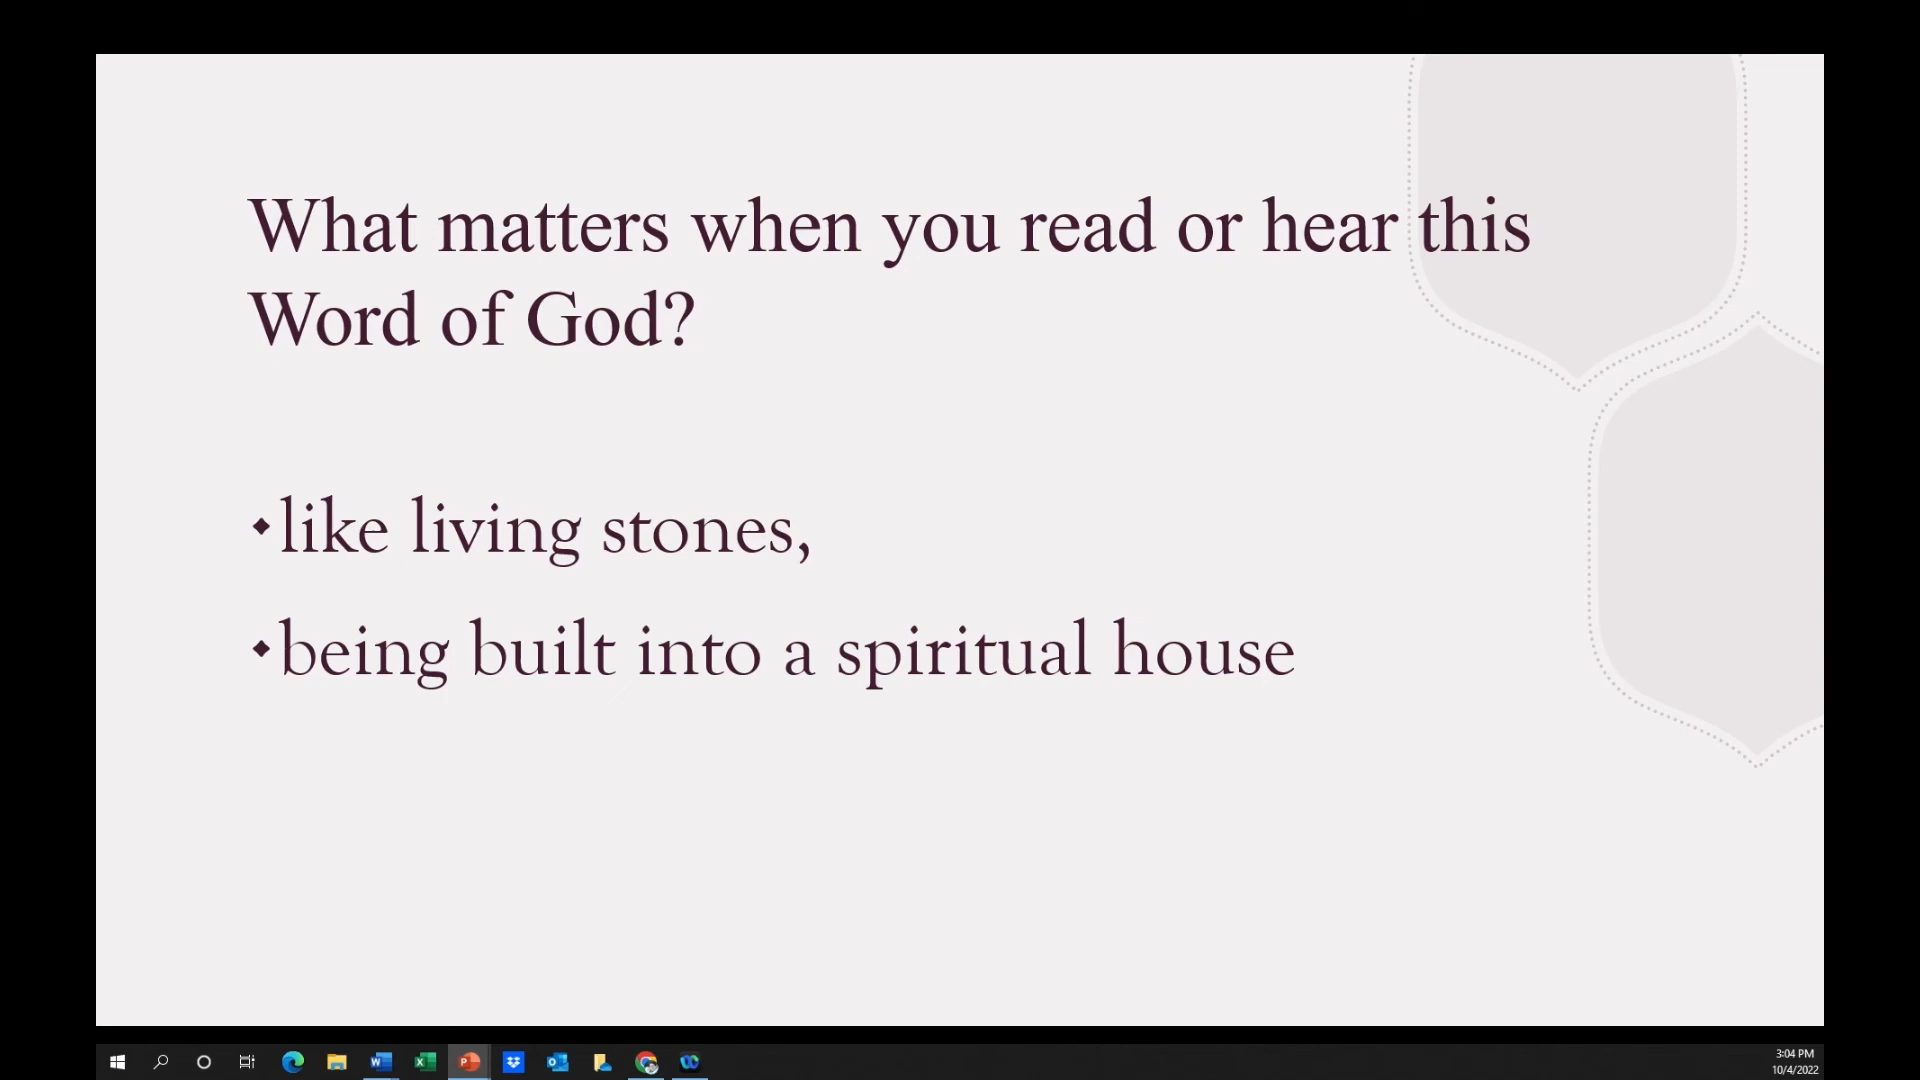 What matters when you read or hear this
Word of God?
like living stones,
being built into a spiritual house
3:04 PM
10/4/2022